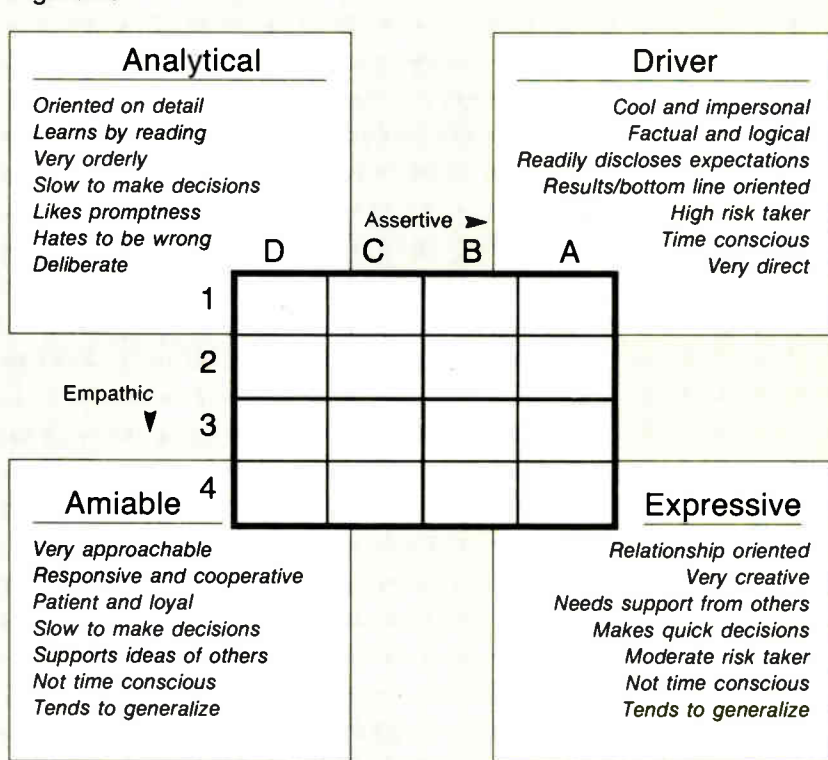 Analytical
Oriented on detail
Learns by reading
Very orderly
Slow to make decisions
Likes promptness
Hates to be wrong
Deliberate
Driver
Cool and impersonal
Factual and logical
Readily discloses expectations
Results/bottom line oriented
High risk taker
Time conscious
Very direct
Assertive ➤
D C B A
1
2
Empathic
3
4
Amiable
Very approachable
Responsive and cooperative
Patient and loyal
Slow to make decisions
Supports ideas of others
Not time conscious
Tends to generalize
Expressive
Relationship oriented
Very creative
Needs support from others
Makes quick decisions
Moderate risk taker
Not time conscious
Tends to generalize